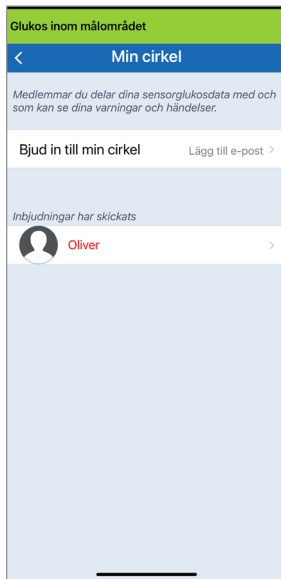 Glukos inom målområdet
Min cirkel
Medlemmar du delar dina sensorglukosdata med och
som kan se dina varningar och händelser.
Bjud in till min cirkel Lägg till e-post
Inbjudningar har skickats
Oliver